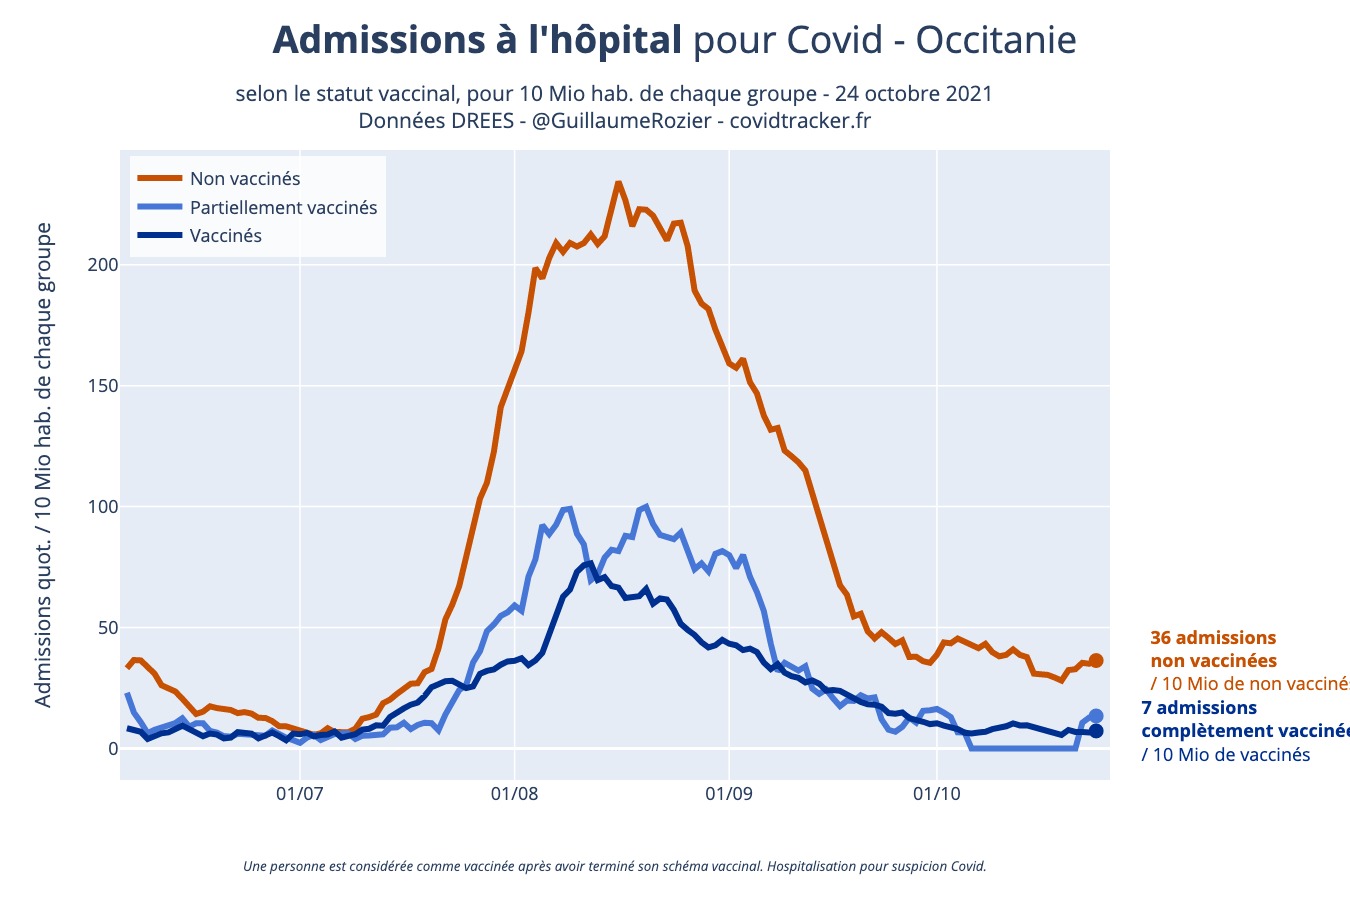 Admissions à l'hôpital pour Covid - Occitanie
selon le statut vaccinal, pour 10 Mio hab. de chaque groupe - 24 octobre 2021
Données DREES - @GuillaumeRozier - covidtracker.fr
Non vaccinés
Partiellement vaccinés
Vaccinés
Admissions quot. / 10 Mio hab. de chaque groupe
200
150
100
50
0
01/07
01/08
01/09
01/10
36 admissions
non vaccinées
/ 10 Mio de non vaccinés
7 admissions
complètement vaccinée
/ 10 Mio de vaccinés
Une personne est considérée comme vaccinée après avoir terminé son schéma vaccinal. Hospitalisation pour suspicion Covid.